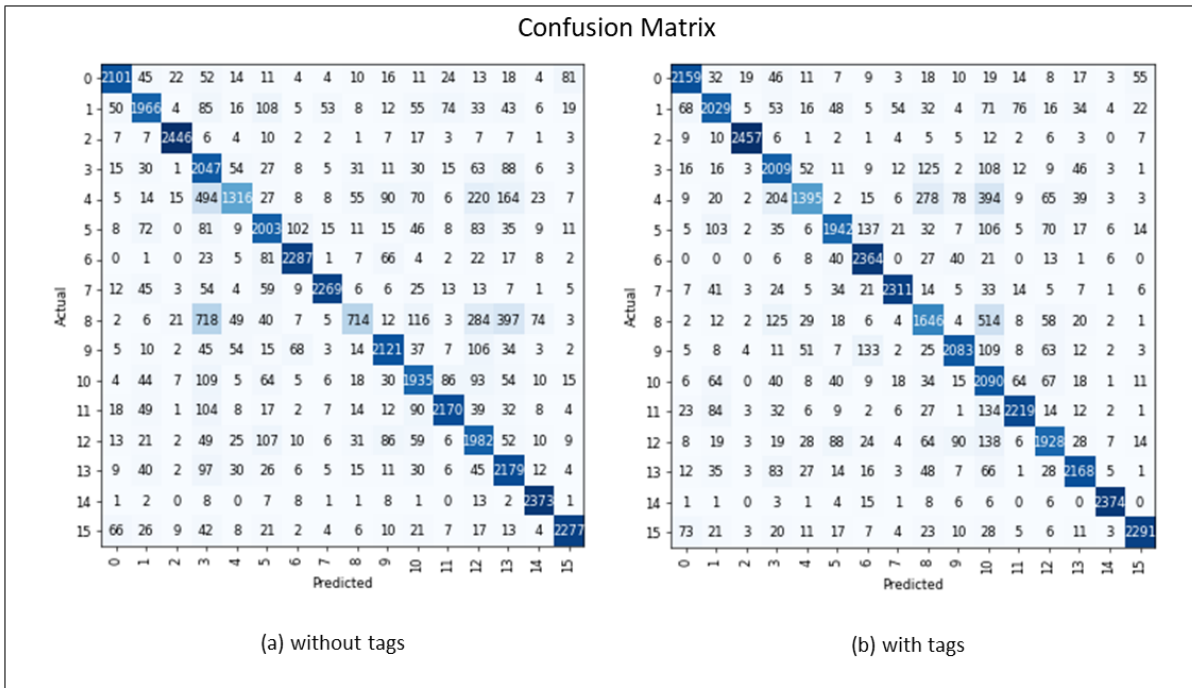 Confusion Matrix
0 2101 45 22 52 14 11 4 4 10 16 11 24 13 18 4 81
1 50 1966 4 85 16 108 5 53 8 12 55 74 33 43 6 19
2 7 7 2446 6 4 10 2 2 1 7 17 3 7 7 1 3
3 15 30 1 2047 54 27 8 5 31 11 30 15 63 88 6 3
4 5 14 15 494 1316 27 8 8 55 90 70 6 220 164 23 7
5 8 72 0 81 9 2003 102 15 11 15 46 8 83 35 9 11
6 0 1 0 23 5 81 2287 1 7 66 4 2 22 17 8 2
7 12 45 3 54 4 59 9 2269 6 6 25 13 13 7 1 5
8 2 6 21 718 49 40 7 5 714 12 116 3 284 397 74 3
9 5 10 2 45 54 15 68 3 14 2121 37 7 106 34 3 2
10 4 44 7 109 5 64 5 6 18 30 1935 86 93 54 10 15
11 18 49 1 104 8 17 2 7 14 12 90 2170 39 32 8 4
12 13 21 2 49 25 107 10 6 31 86 59 6 1982 52 10 9
13 9 40 2 97 30 26 6 5 15 11 30 6 45 2179 12 4
14 1 2 0 8 0 7 8 1 1 8 1 0 13 2 2373 1
15 66 26 9 42 8 21 2 4 6 10 21 7 17 13 4 2277
0 1 2 3 4 5 6 7 8 9 10 11 12 13 14 15
Actual
Predicted
(a) without tags
0 2159 32 19 46 11 7 9 3 18 10 19 14 8 17 3 55
1 68 2029 5 53 16 48 5 54 32 4 71 76 16 34 4 22
2 9 10 2457 6 1 2 1 4 5 5 12 2 6 3 0 7
3 16 16 3 2009 52 11 9 12 125 2 108 12 9 46 3 1
4 9 20 2 204 1395 2 15 6 278 78 394 9 65 39 3 3
5 5 103 2 35 6 1942 137 21 32 7 106 5 70 17 6 14
6 0 0 0 6 8 40 2364 0 27 40 21 0 13 1 6 0
7 7 41 3 24 5 34 21 2311 14 5 33 14 5 7 1 6
8 2 12 2 125 29 18 6 4 1646 4 514 8 58 20 2 1
9 5 8 4 11 51 7 133 2 25 2083 109 8 63 12 2 3
10 6 64 0 40 8 40 9 18 34 15 2090 64 67 18 1 11
11 23 84 3 32 6 9 2 6 27 1 134 2219 14 12 2 1
12 8 19 3 19 28 88 24 4 64 90 138 6 1928 28 7 14
13 12 35 3 83 27 14 16 3 48 7 66 1 28 2168 5 1
14 1 1 0 3 1 4 15 1 8 6 6 0 6 0 2374 0
15 73 21 3 20 11 17 7 4 23 10 28 5 6 11 3 2291
0 1 2 3 4 5 6 7 8 9 10 11 12 13 14 15
Actual
Predicted
(b) with tags